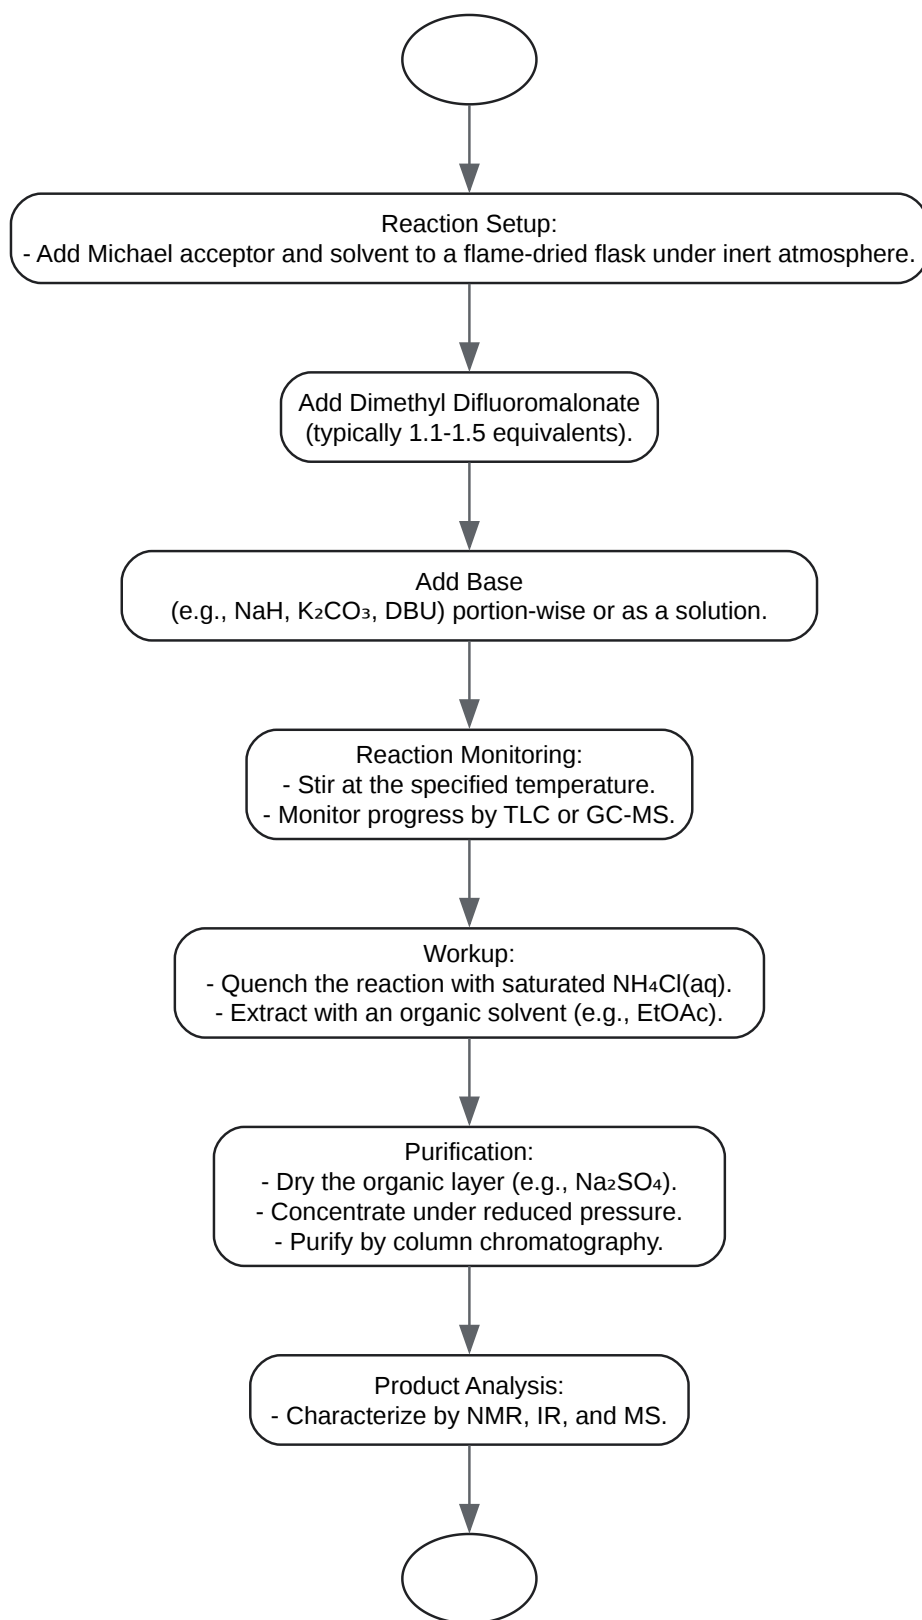 Reaction Setup:
- Add Michael acceptor and solvent to a flame-dried flask under inert atmosphere.
Add Dimethyl Difluoromalonate
(typically 1.1-1.5 equivalents).
Add Base
(e.g., NaH, K₂CO₃, DBU) portion-wise or as a solution.
Reaction Monitoring:
- Stir at the specified temperature.
- Monitor progress by TLC or GC-MS.
Workup:
- Quench the reaction with saturated NH₄Cl(aq).
- Extract with an organic solvent (e.g., EtOAc).
Purification:
- Dry the organic layer (e.g., Na₂SO₄).
- Concentrate under reduced pressure.
- Purify by column chromatography.
Product Analysis:
- Characterize by NMR, IR, and MS.